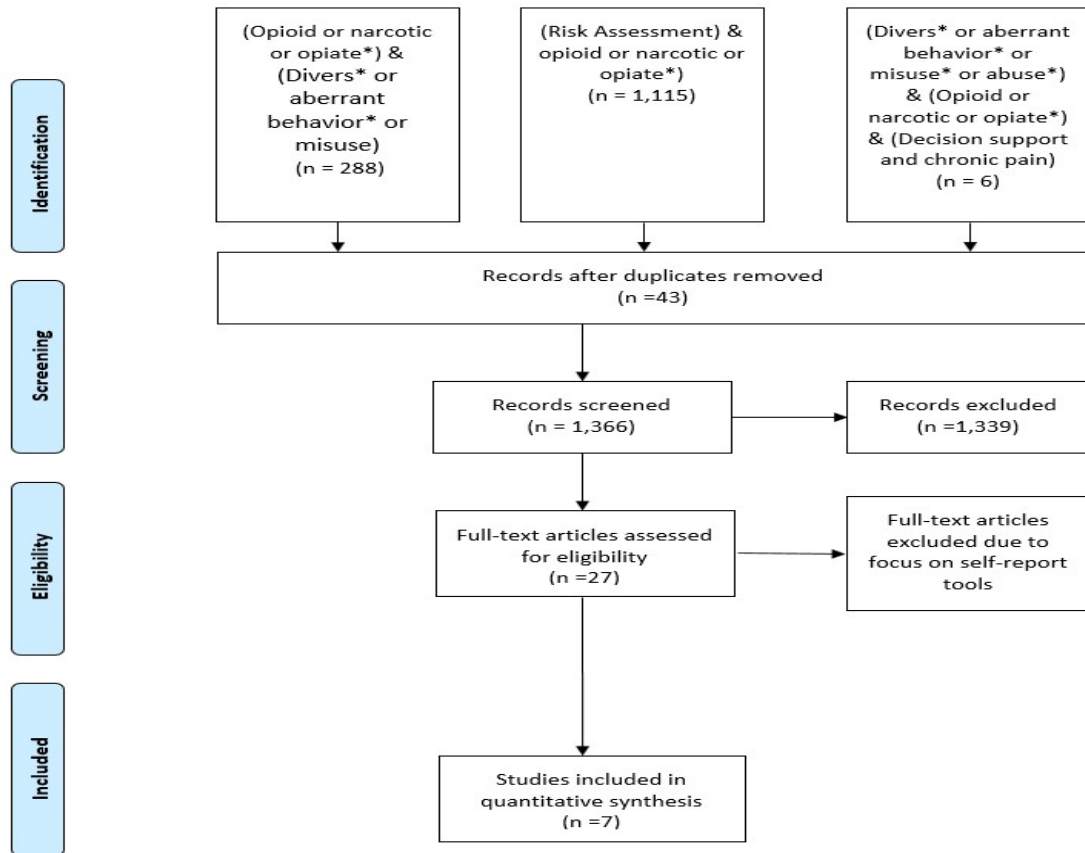 Identification
(Opioid or narcotic
or opiate*) &
(Divers* or
aberrant
behavior* or
misuse)
(n = 288)
(Risk Assessment) &
opioid or narcotic or
opiate*)
(n = 1,115)
(Divers* or aberrant
behavior* or
misuse* or abuse*)
& (Opioid or
narcotic or opiate*)
& (Decision support
and chronic pain)
(n = 6)
Records after duplicates removed
(n =43)
Screening
Records screened
(n = 1,366)
Records excluded
(n =1,339)
Eligibility
Full-text articles assessed
for eligibility
(n =27)
Full-text articles
excluded due to
focus on self-report
tools
Included
Studies included in
quantitative synthesis
(n =7)